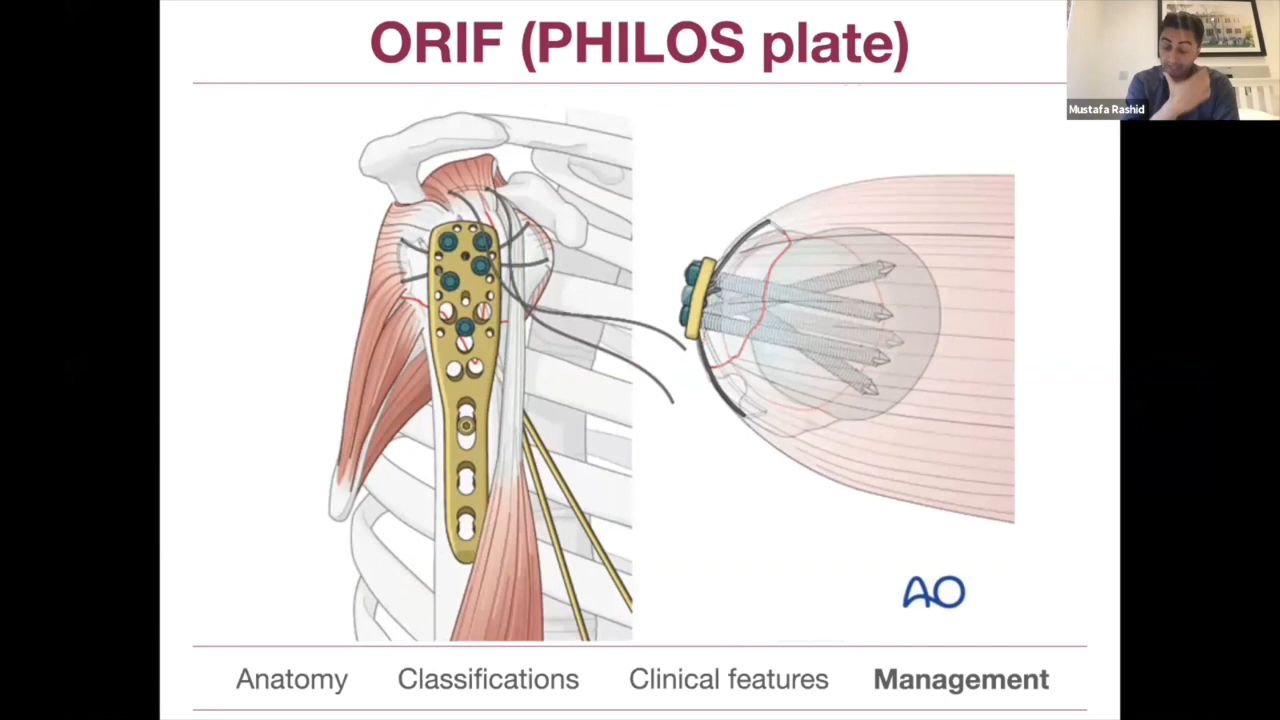 ORIF (PHILOS plate)
Mustafa Rashid
AO
Anatomy Classifications Clinical features Management